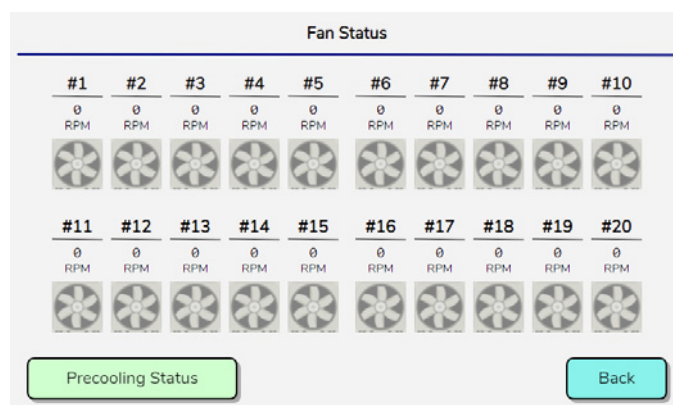 Fan Status
#1 #2 #3 #4 #5 #6 #7 #8 #9 #10
0 0 0 0 0 0 0 0 0 0
RPM RPM RPM RPM RPM RPM RPM RPM RPM RPM
#11 #12 #13 #14 #15 #16 #17 #18 #19 #20
0 0 0 0 0 0 0 0 0 0
RPM RPM RPM RPM RPM RPM RPM RPM RPM RPM
Precooling Status Back